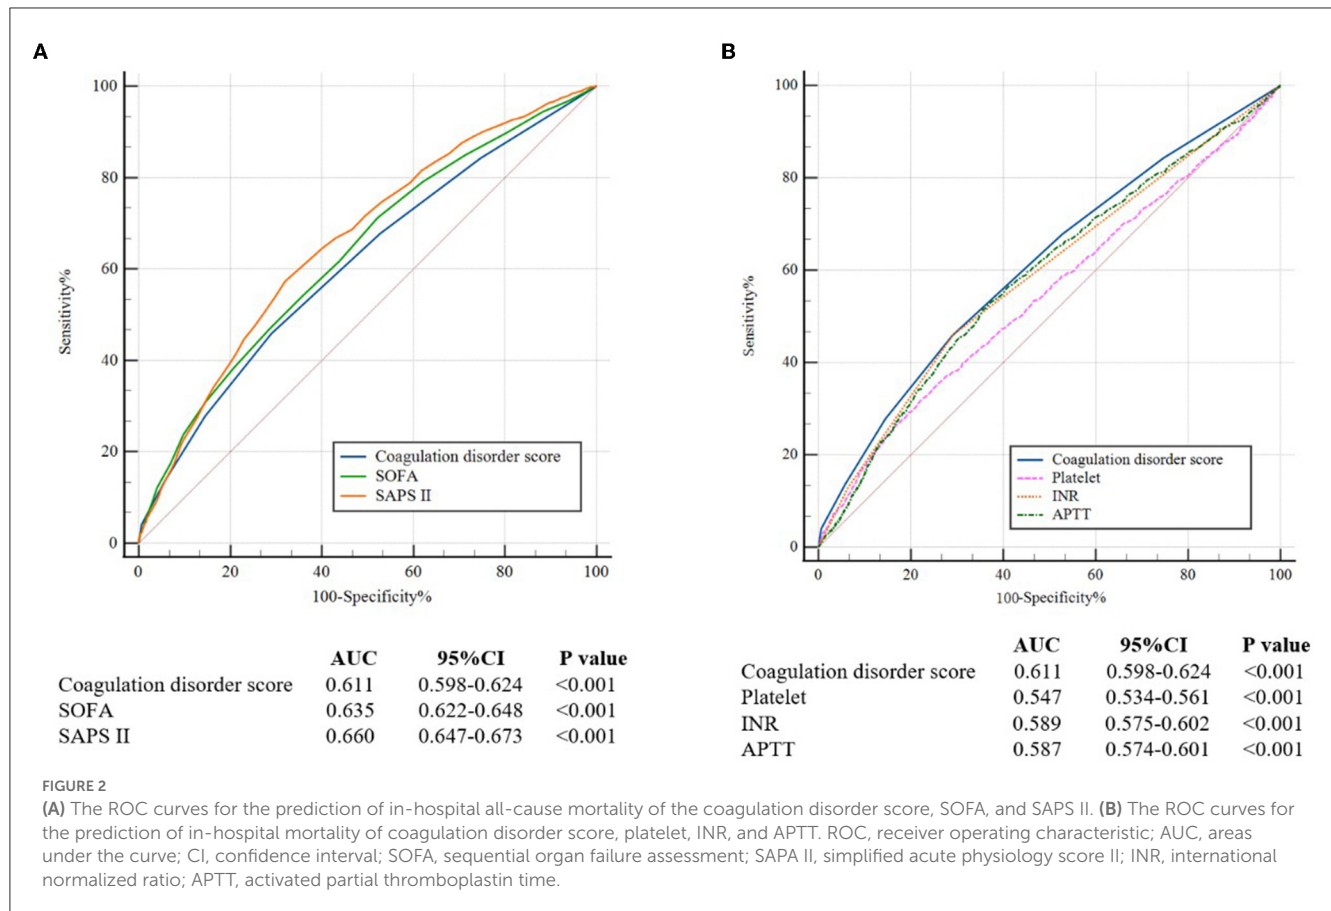 A
100
80
60
40
20
0
Sensitivity%
Coagulation disorder score
SOFA
SAPS II
0 20 40 60 80 100
100-Specificity%
AUC 95%CI P value
Coagulation disorder score 0.611 0.598-0.624 <0.001
SOFA 0.635 0.622-0.648 <0.001
SAPS II 0.660 0.647-0.673 <0.001
B
100
80
60
40
20
0
Sensitivity%
Coagulation disorder score
Platelet
INR
APTT
0 20 40 60 80 100
100-Specificity%
AUC 95%CI P value
Coagulation disorder score 0.611 0.598-0.624 <0.001
Platelet 0.547 0.534-0.561 <0.001
INR 0.589 0.575-0.602 <0.001
APTT 0.587 0.574-0.601 <0.001
FIGURE 2
(A) The ROC curves for the prediction of in-hospital all-cause mortality of the coagulation disorder score, SOFA, and SAPS II. (B) The ROC curves for
the prediction of in-hospital mortality of coagulation disorder score, platelet, INR, and APTT. ROC, receiver operating characteristic; AUC, areas
under the curve; CI, confidence interval; SOFA, sequential organ failure assessment; SAPA II, simplified acute physiology score II; INR, international
normalized ratio; APTT, activated partial thromboplastin time.